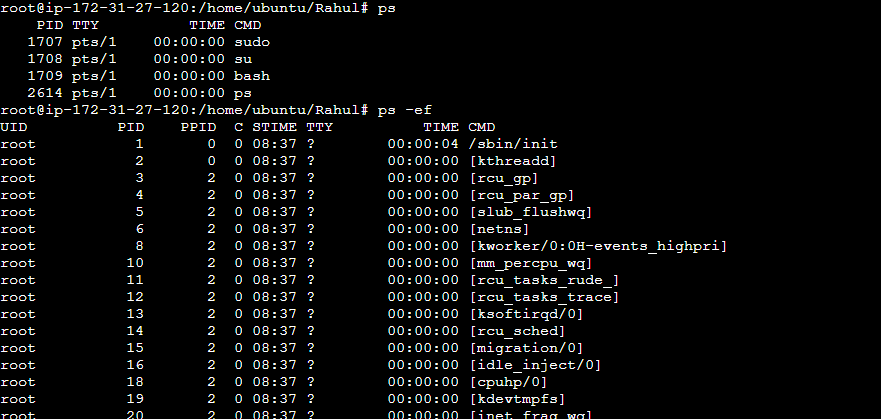 root@ip-172-31-27-120:/home/ubuntu/Rahul# ps
    PID TTY          TIME CMD
   1707 pts/1    00:00:00 sudo
   1708 pts/1    00:00:00 su
   1709 pts/1    00:00:00 bash
   2614 pts/1    00:00:00 ps
root@ip-172-31-27-120:/home/ubuntu/Rahul# ps -ef
UID          PID    PPID  C STIME TTY          TIME CMD
root           1       0  0 08:37 ?        00:00:04 /sbin/init
root           2       0  0 08:37 ?        00:00:00 [kthreadd]
root           3       2  0 08:37 ?        00:00:00 [rcu_gp]
root           4       2  0 08:37 ?        00:00:00 [rcu_par_gp]
root           5       2  0 08:37 ?        00:00:00 [slub_flushwq]
root           6       2  0 08:37 ?        00:00:00 [netns]
root           8       2  0 08:37 ?        00:00:00 [kworker/0:0H-events_highpri]
root          10       2  0 08:37 ?        00:00:00 [mm_percpu_wq]
root          11       2  0 08:37 ?        00:00:00 [rcu_tasks_rude_]
root          12       2  0 08:37 ?        00:00:00 [rcu_tasks_trace]
root          13       2  0 08:37 ?        00:00:00 [ksoftirqd/0]
root          14       2  0 08:37 ?        00:00:00 [rcu_sched]
root          15       2  0 08:37 ?        00:00:00 [migration/0]
root          16       2  0 08:37 ?        00:00:00 [idle_inject/0]
root          18       2  0 08:37 ?        00:00:00 [cpuhp/0]
root          19       2  0 08:37 ?        00:00:00 [kdevtmpfs]
root          20       2  0 08:37 ?        00:00:00 [inet_frag_wq]